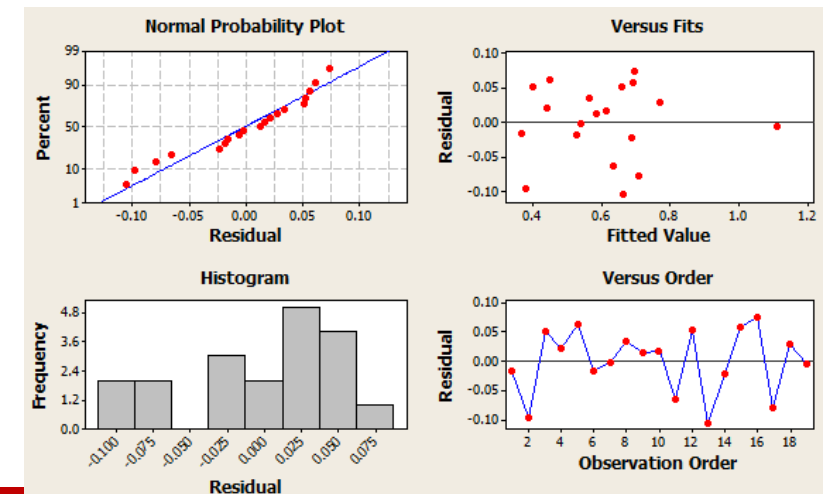 Normal Probability Plot
99
90
50
10
1
Percent
-0.10 -0.05 0.00 0.05 0.10
Residual
Versus Fits
0.10
0.05
0.00
-0.05
-0.10
Residual
0.4 0.6 0.8 1.0 1.2
Fitted Value
Histogram
4.8
3.6
2.4
1.2
0.0
Frequency
-0.100 -0.075 -0.050 -0.025 0.000 0.025 0.050 0.075
Residual
Versus Order
0.10
0.05
0.00
-0.05
-0.10
Residual
2 4 6 8 10 12 14 16 18
Observation Order